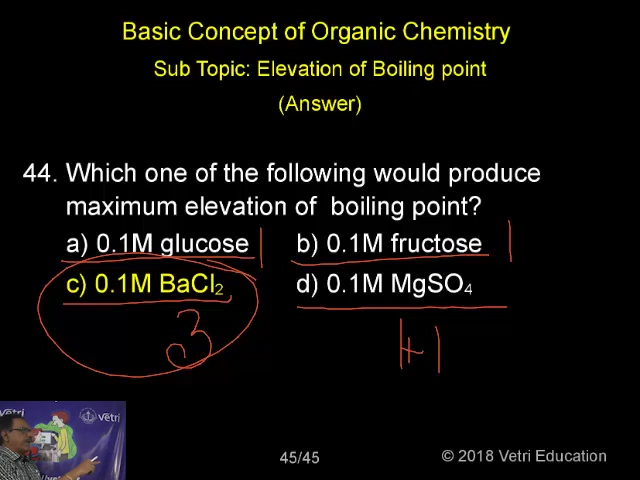 Basic Concept of Organic Chemistry
Sub Topic: Elevation of Boiling point
(Answer)
44. Which one of the following would produce
maximum elevation of boiling point?
a) 0.1M glucose | b) 0.1M fructose |
c) 0.1M BaCl₂ d) 0.1M MgSO₄
3 1+1
Vetri vetri
45/45 © 2018 Vetri Education